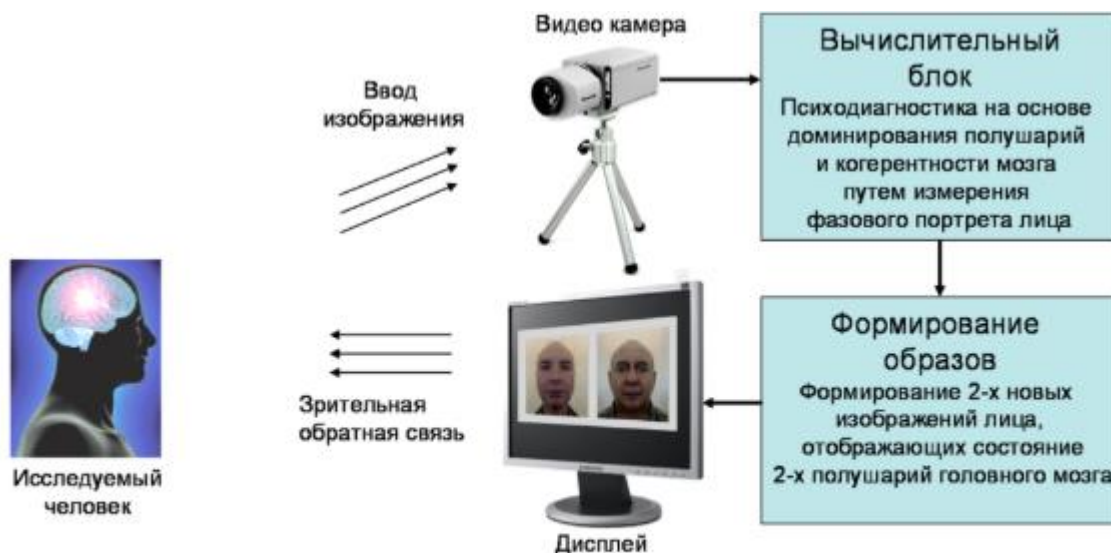 Видео камера
Ввод
изображения
Вычислительный
блок
Психодиагностика на основе
доминирования полушарий
и когерентности мозга
путем измерения
фазового портрета лица
Формирование
образов
Формирование 2-х новых
изображений лица,
отображающих состояние
2-х полушарий головного мозга
Зрительная
обратная связь
Исследуемый
человек
Дисплей